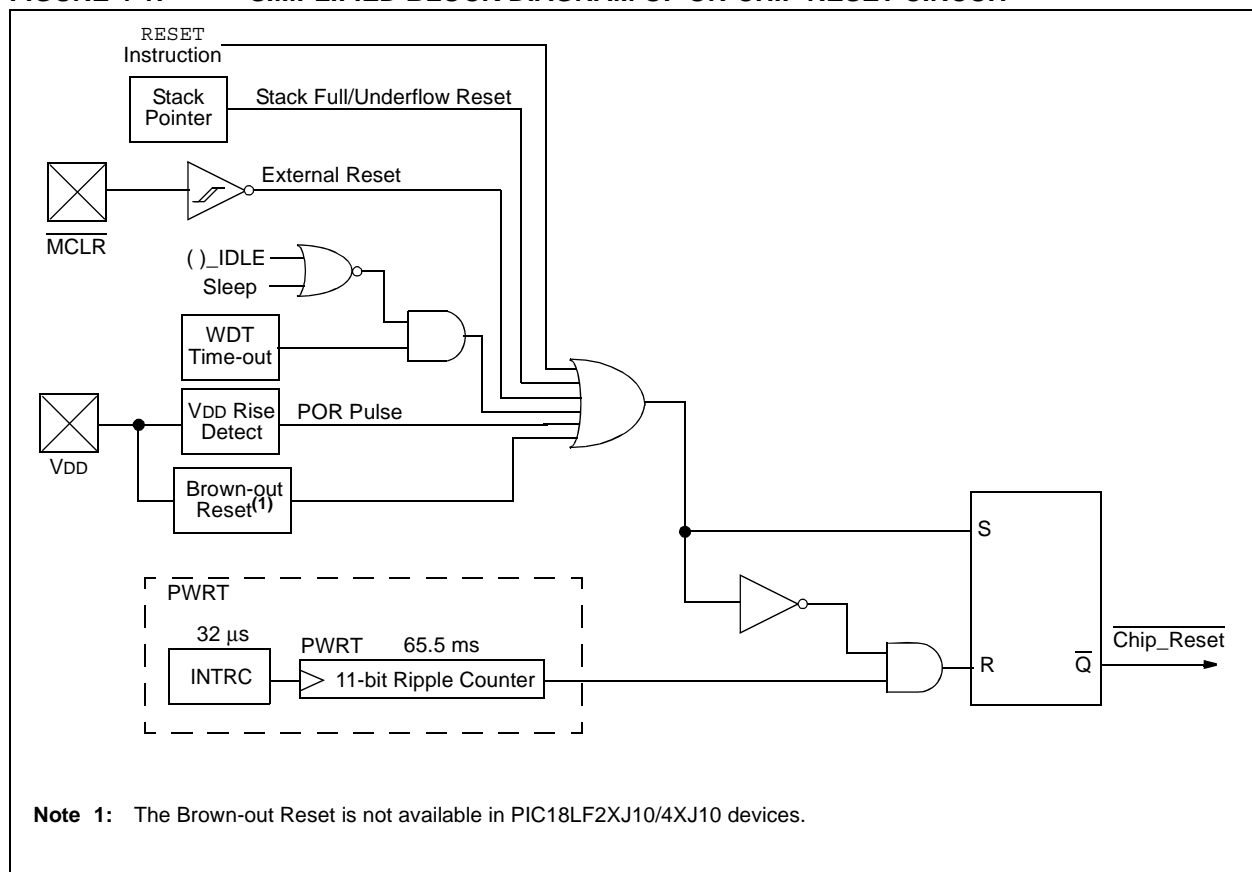 RESET
Instruction
Stack
Pointer
Stack Full/Underflow Reset
External Reset
MCLR
( )_IDLE
Sleep
WDT
Time-out
VDD Rise
Detect
POR Pulse
VDD
Brown-out
Reset(1)
S
PWRT
32 μs
INTRC
PWRT
65.5 ms
11-bit Ripple Counter
R
Q
Chip_Reset
Note 1: The Brown-out Reset is not available in PIC18LF2XJ10/4XJ10 devices.